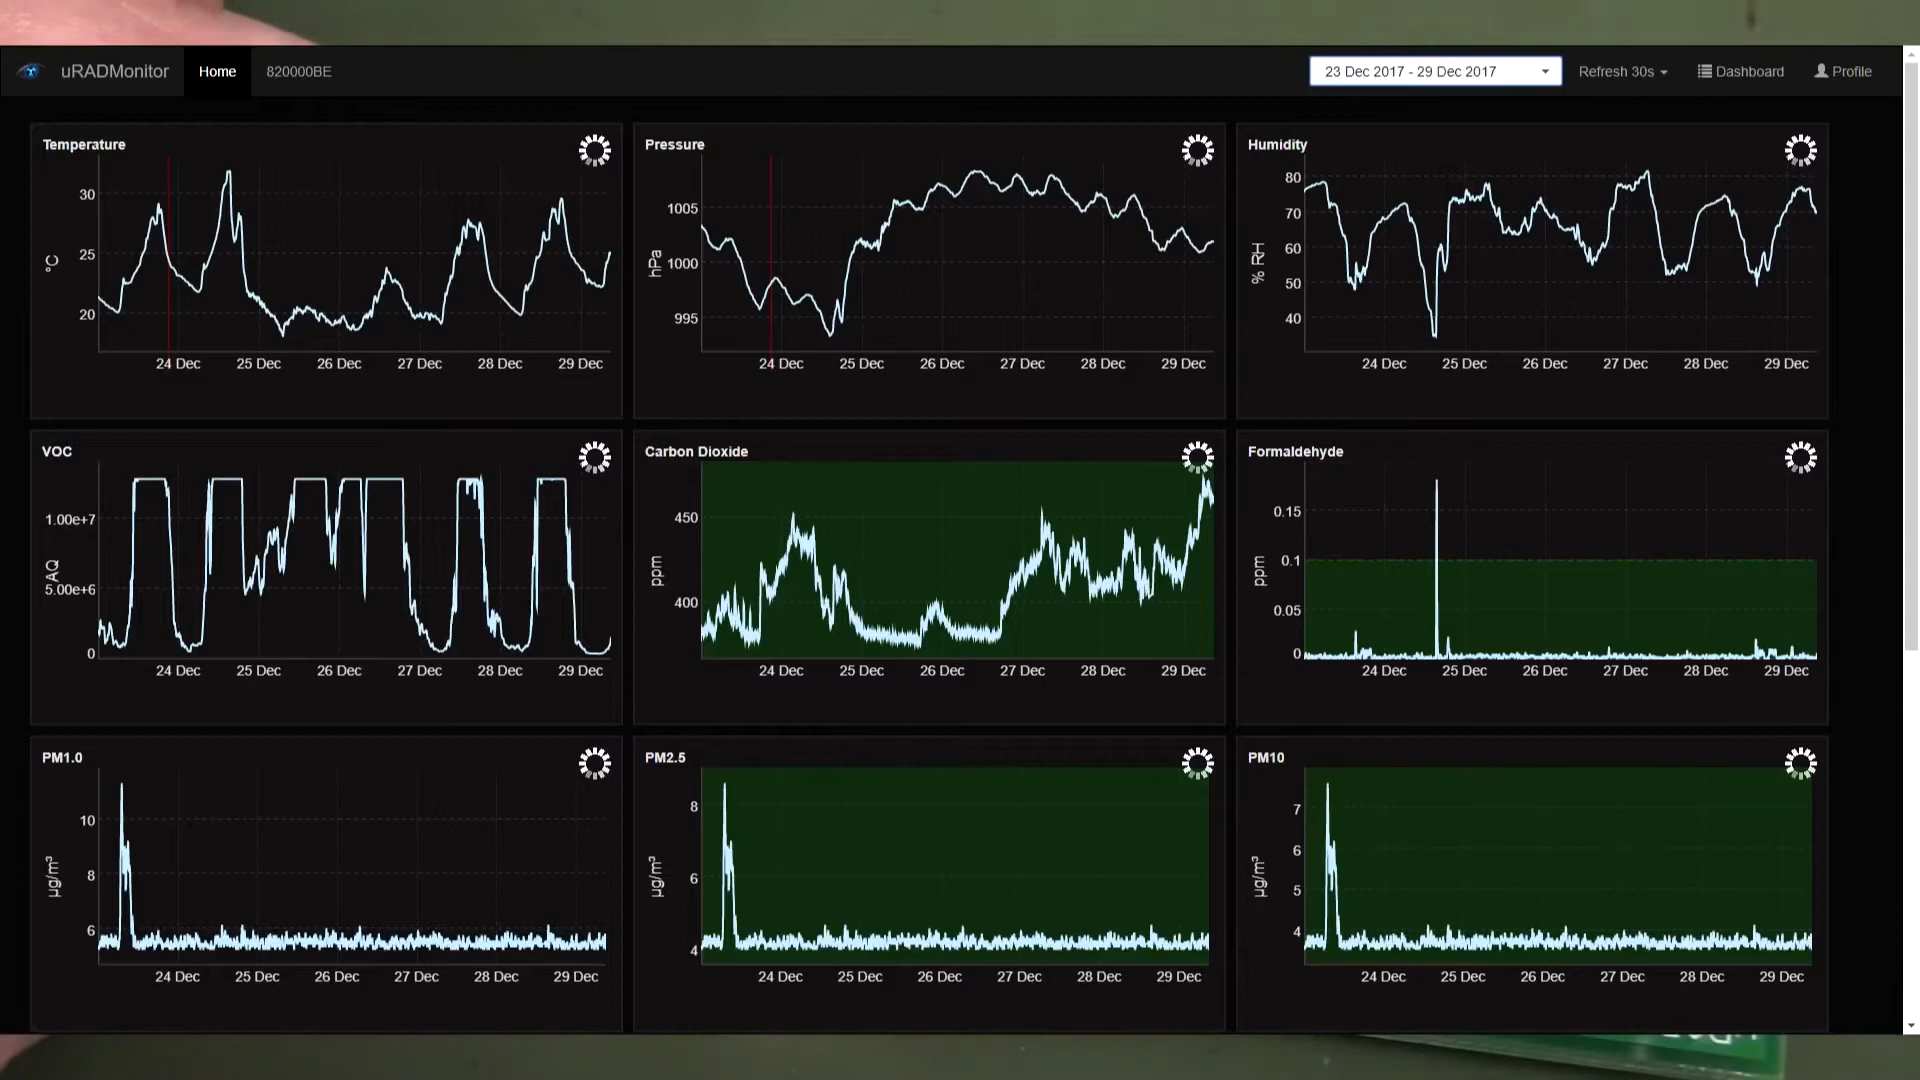 uRADMonitor
Home
820000BE
23 Dec 2017 - 29 Dec 2017
Refresh 30s
Dashboard
Profile
Temperature
°C
30
25
20
24 Dec 25 Dec 26 Dec 27 Dec 28 Dec 29 Dec
Pressure
hPa
1005
1000
995
24 Dec 25 Dec 26 Dec 27 Dec 28 Dec 29 Dec
Humidity
% RH
80
70
60
50
40
24 Dec 25 Dec 26 Dec 27 Dec 28 Dec 29 Dec
VOC
AQ
1.00e+7
5.00e+6
0
24 Dec 25 Dec 26 Dec 27 Dec 28 Dec 29 Dec
Carbon Dioxide
ppm
450
400
24 Dec 25 Dec 26 Dec 27 Dec 28 Dec 29 Dec
Formaldehyde
ppm
0.15
0.1
0.05
0
24 Dec 25 Dec 26 Dec 27 Dec 28 Dec 29 Dec
PM1.0
µg/m³
10
8
6
24 Dec 25 Dec 26 Dec 27 Dec 28 Dec 29 Dec
PM2.5
µg/m³
8
6
4
24 Dec 25 Dec 26 Dec 27 Dec 28 Dec 29 Dec
PM10
µg/m³
7
6
5
4
24 Dec 25 Dec 26 Dec 27 Dec 28 Dec 29 Dec